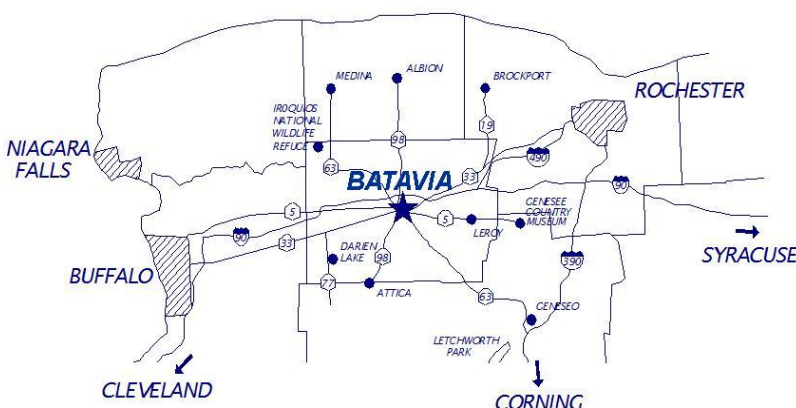 MEDINA
ALBION
BROCKPORT
ROCHESTER
IROQUIOS
NATIONAL
WILDLIFE
REFUGE
NIAGARA
FALLS
19
98
490
63
33
BATAVIA
90
GENESEE
COUNTRY
MUSEUM
5
5
LEROY
90
33
SYRACUSE
DARIEN
LAKE
98
390
BUFFALO
77
ATTICA
63
GENESEO
LETCHWORTH
PARK
CLEVELAND
CORNING